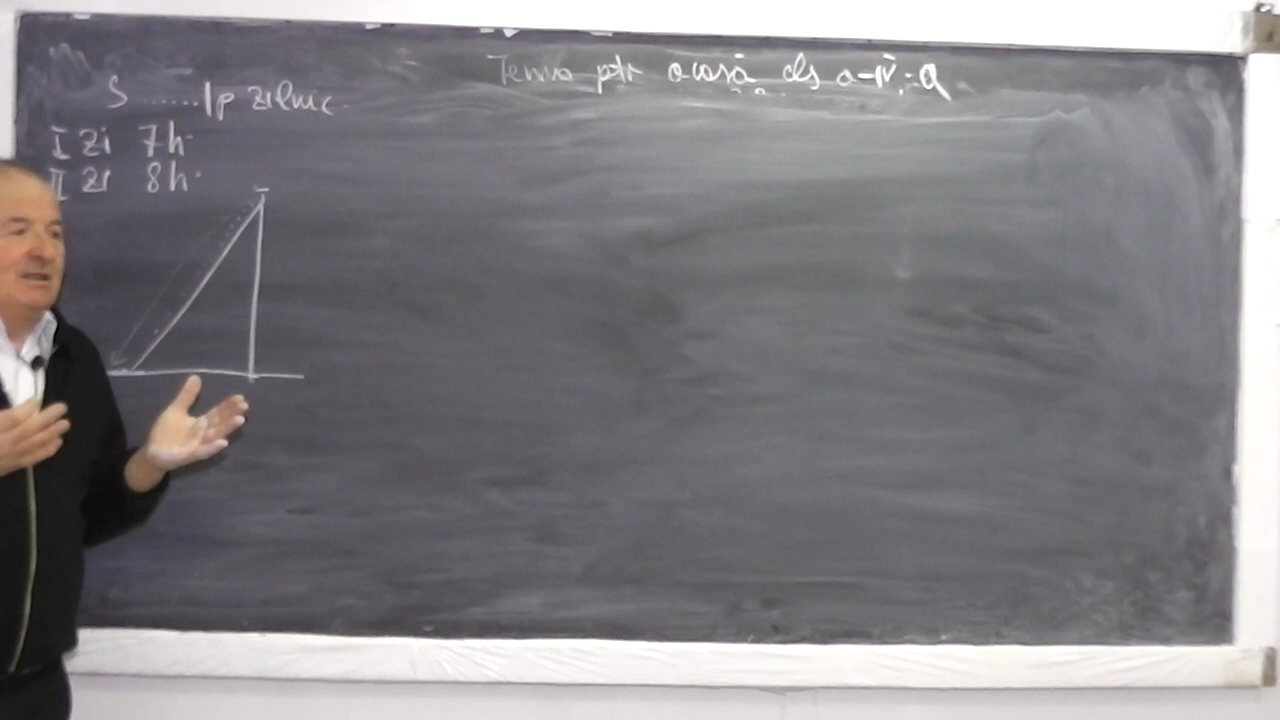 Tema ptr acasă cls a-IV-a
S ...... 1p zilnic
I zi 7h
II zi 8h